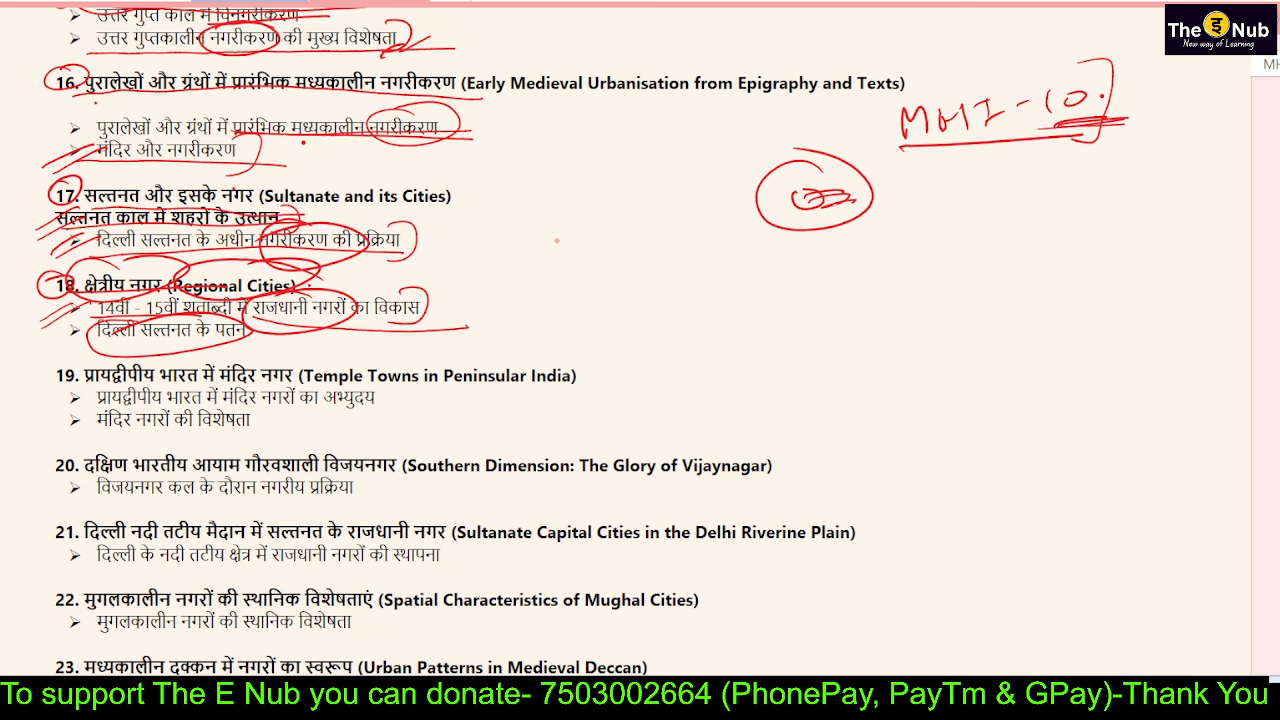 उत्तर गुप्त काल में विनगरीकरण
The इ Nub
Now way of Learning
उत्तर गुप्तकालीन नगरीकरण की मुख्य विशेषता
MH
16. पुरालेखों और ग्रंथों में प्रारंभिक मध्यकालीन नगरीकरण (Early Medieval Urbanisation from Epigraphy and Texts)
MHI - 10.
पुरालेखों और ग्रंथों में प्रारंभिक मध्यकालीन नगरीकरण
मंदिर और नगरीकरण
17. सल्तनत और इसके नगर (Sultanate and its Cities)
सल्तनत काल में शहरों के उत्थान
दिल्ली सल्तनत के अधीन नगरीकरण की प्रक्रिया
18. क्षेत्रीय नगर (Regional Cities)
14वीं - 15वीं शताब्दी में राजधानी नगरों का विकास
दिल्ली सल्तनत के पतन
19. प्रायद्वीपीय भारत में मंदिर नगर (Temple Towns in Peninsular India)
प्रायद्वीपीय भारत में मंदिर नगरों का अभ्युदय
मंदिर नगरों की विशेषता
20. दक्षिण भारतीय आयाम गौरवशाली विजयनगर (Southern Dimension: The Glory of Vijaynagar)
विजयनगर कल के दौरान नगरीय प्रक्रिया
21. दिल्ली नदी तटीय मैदान में सल्तनत के राजधानी नगर (Sultanate Capital Cities in the Delhi Riverine Plain)
दिल्ली के नदी तटीय क्षेत्र में राजधानी नगरों की स्थापना
22. मुगलकालीन नगरों की स्थानिक विशेषताएं (Spatial Characteristics of Mughal Cities)
मुगलकालीन नगरों की स्थानिक विशेषता
23. मध्यकालीन दक्कन में नगरों का स्वरूप (Urban Patterns in Medieval Deccan)
To support The E Nub you can donate- 7503002664 (PhonePay, PayTm & GPay)-Thank You